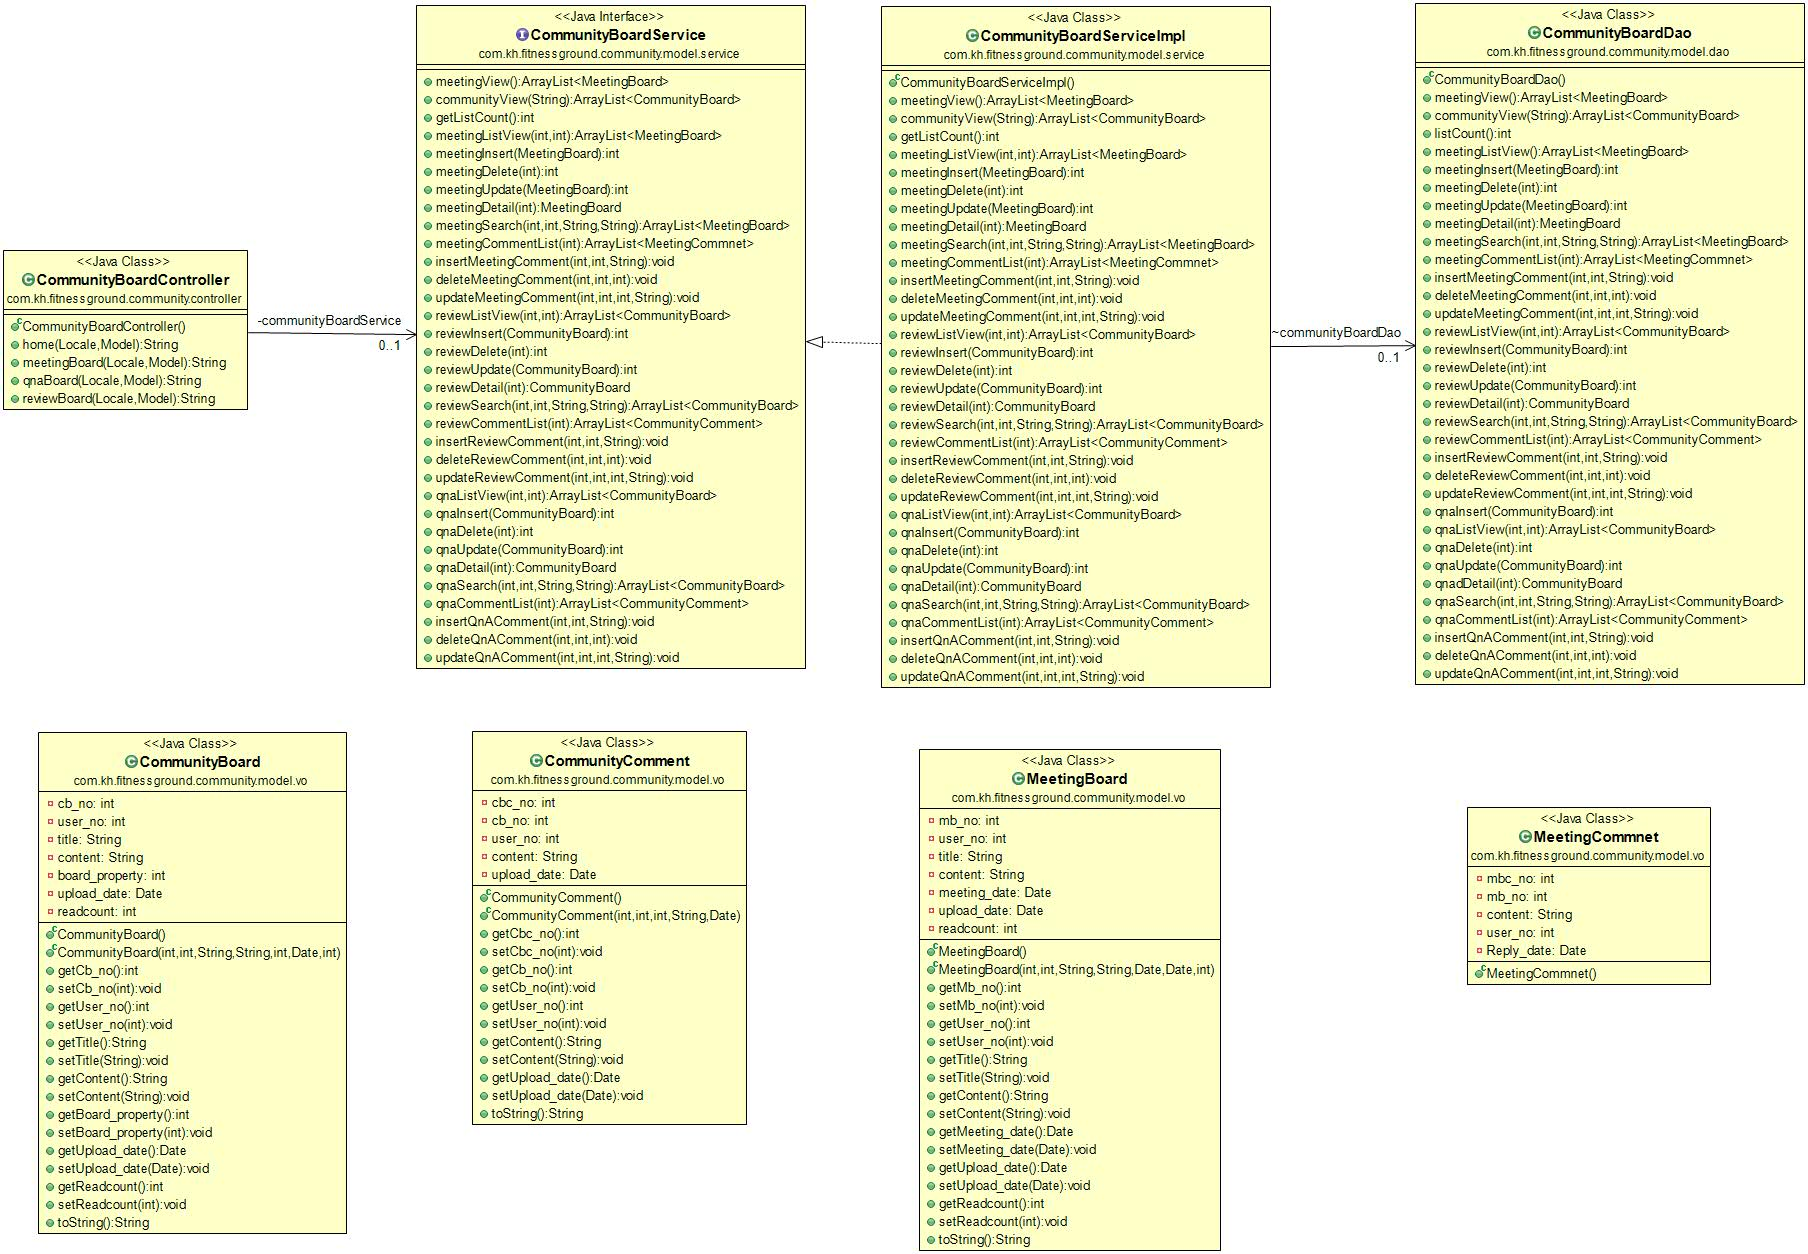 <<Java Class>>
CommunityBoardController
com.kh.fitnessground.community.controller
CommunityBoardController()
home(Locale,Model):String
meetingBoard(Locale,Model):String
qnaBoard(Locale,Model):String
reviewBoard(Locale,Model):String
-communityBoardService
0..1
<<Java Interface>>
CommunityBoardService
com.kh.fitnessground.community.model.service
meetingView():ArrayList<MeetingBoard>
communityView(String):ArrayList<CommunityBoard>
getListCount():int
meetingListView(int,int):ArrayList<MeetingBoard>
meetingInsert(MeetingBoard):int
meetingDelete(int):int
meetingUpdate(MeetingBoard):int
meetingDetail(int):MeetingBoard
meetingSearch(int,int,String,String):ArrayList<MeetingBoard>
meetingCommentList(int):ArrayList<MeetingCommnet>
insertMeetingComment(int,int,String):void
deleteMeetingComment(int,int,int):void
updateMeetingComment(int,int,int,String):void
reviewListView(int,int):ArrayList<CommunityBoard>
reviewInsert(CommunityBoard):int
reviewDelete(int):int
reviewUpdate(CommunityBoard):int
reviewDetail(int):CommunityBoard
reviewSearch(int,int,String,String):ArrayList<CommunityBoard>
reviewCommentList(int):ArrayList<CommunityComment>
insertReviewComment(int,int,String):void
deleteReviewComment(int,int,int):void
updateReviewComment(int,int,int,String):void
qnaListView(int,int):ArrayList<CommunityBoard>
qnaInsert(CommunityBoard):int
qnaDelete(int):int
qnaUpdate(CommunityBoard):int
qnaDetail(int):CommunityBoard
qnaSearch(int,int,String,String):ArrayList<CommunityBoard>
qnaCommentList(int):ArrayList<CommunityComment>
insertQnAComment(int,int,String):void
deleteQnAComment(int,int,int):void
updateQnAComment(int,int,int,String):void
<<Java Class>>
CommunityBoardServiceImpl
com.kh.fitnessground.community.model.service
CommunityBoardServiceImpl()
meetingView():ArrayList<MeetingBoard>
communityView(String):ArrayList<CommunityBoard>
getListCount():int
meetingListView(int,int):ArrayList<MeetingBoard>
meetingInsert(MeetingBoard):int
meetingDelete(int):int
meetingUpdate(MeetingBoard):int
meetingDetail(int):MeetingBoard
meetingSearch(int,int,String,String):ArrayList<MeetingBoard>
meetingCommentList(int):ArrayList<MeetingCommnet>
insertMeetingComment(int,int,String):void
deleteMeetingComment(int,int,int):void
updateMeetingComment(int,int,int,String):void
reviewListView(int,int):ArrayList<CommunityBoard>
reviewInsert(CommunityBoard):int
reviewDelete(int):int
reviewUpdate(CommunityBoard):int
reviewDetail(int):CommunityBoard
reviewSearch(int,int,String,String):ArrayList<CommunityBoard>
reviewCommentList(int):ArrayList<CommunityComment>
insertReviewComment(int,int,String):void
deleteReviewComment(int,int,int):void
updateReviewComment(int,int,int,String):void
qnaListView(int,int):ArrayList<CommunityBoard>
qnaInsert(CommunityBoard):int
qnaDelete(int):int
qnaUpdate(CommunityBoard):int
qnaDetail(int):CommunityBoard
qnaSearch(int,int,String,String):ArrayList<CommunityBoard>
qnaCommentList(int):ArrayList<CommunityComment>
insertQnAComment(int,int,String):void
deleteQnAComment(int,int,int):void
updateQnAComment(int,int,int,String):void
~communityBoardDao
0..1
<<Java Class>>
CommunityBoardDao
com.kh.fitnessground.community.model.dao
CommunityBoardDao()
meetingView():ArrayList<MeetingBoard>
communityView(String):ArrayList<CommunityBoard>
listCount():int
meetingListView():ArrayList<MeetingBoard>
meetingInsert(MeetingBoard):int
meetingDelete(int):int
meetingUpdate(MeetingBoard):int
meetingDetail(int):MeetingBoard
meetingSearch(int,int,String,String):ArrayList<MeetingBoard>
meetingCommentList(int):ArrayList<MeetingCommnet>
insertMeetingComment(int,int,String):void
deleteMeetingComment(int,int,int):void
updateMeetingComment(int,int,int,String):void
reviewListView(int,int):ArrayList<CommunityBoard>
reviewInsert(CommunityBoard):int
reviewDelete(int):int
reviewUpdate(CommunityBoard):int
reviewDetail(int):CommunityBoard
reviewSearch(int,int,String,String):ArrayList<CommunityBoard>
reviewCommentList(int):ArrayList<CommunityComment>
insertReviewComment(int,int,String):void
deleteReviewComment(int,int,int):void
updateReviewComment(int,int,int,String):void
qnaInsert(CommunityBoard):int
qnaListView(int,int):ArrayList<CommunityBoard>
qnaDelete(int):int
qnaUpdate(CommunityBoard):int
qnadDetail(int):CommunityBoard
qnaSearch(int,int,String,String):ArrayList<CommunityBoard>
qnaCommentList(int):ArrayList<CommunityComment>
insertQnAComment(int,int,String):void
deleteQnAComment(int,int,int):void
updateQnAComment(int,int,int,String):void
<<Java Class>>
CommunityBoard
com.kh.fitnessground.community.model.vo
cb_no: int
user_no: int
title: String
content: String
board_property: int
upload_date: Date
readcount: int
CommunityBoard()
CommunityBoard(int,int,String,String,int,Date,int)
getCb_no():int
setCb_no(int):void
getUser_no():int
setUser_no(int):void
getTitle():String
setTitle(String):void
getContent():String
setContent(String):void
getBoard_property():int
setBoard_property(int):void
getUpload_date():Date
setUpload_date(Date):void
getReadcount():int
setReadcount(int):void
toString():String
<<Java Class>>
CommunityComment
com.kh.fitnessground.community.model.vo
cbc_no: int
cb_no: int
user_no: int
content: String
upload_date: Date
CommunityComment()
CommunityComment(int,int,int,String,Date)
getCbc_no():int
setCbc_no(int):void
getCb_no():int
setCb_no(int):void
getUser_no():int
setUser_no(int):void
getContent():String
setContent(String):void
getUpload_date():Date
setUpload_date(Date):void
toString():String
<<Java Class>>
MeetingBoard
com.kh.fitnessground.community.model.vo
mb_no: int
user_no: int
title: String
content: String
meeting_date: Date
upload_date: Date
readcount: int
MeetingBoard()
MeetingBoard(int,int,String,String,Date,Date,int)
getMb_no():int
setMb_no(int):void
getUser_no():int
setUser_no(int):void
getTitle():String
setTitle(String):void
getContent():String
setContent(String):void
getMeeting_date():Date
setMeeting_date(Date):void
getUpload_date():Date
setUpload_date(Date):void
getReadcount():int
setReadcount(int):void
toString():String
<<Java Class>>
MeetingCommnet
com.kh.fitnessground.community.model.vo
mbc_no: int
mb_no: int
content: String
user_no: int
Reply_date: Date
MeetingCommnet()